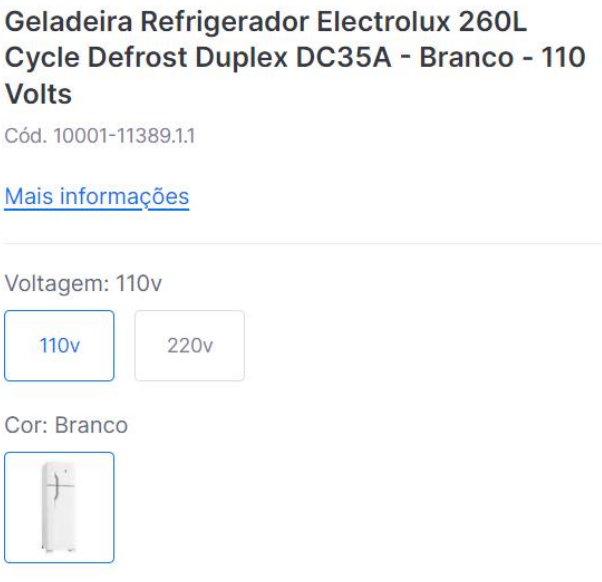 Geladeira Refrigerador Electrolux 260L
Cycle Defrost Duplex DC35A - Branco - 110
Volts
Cód. 10001-11389.1.1
Mais informações
Voltagem: 110v
110v
220v
Cor: Branco